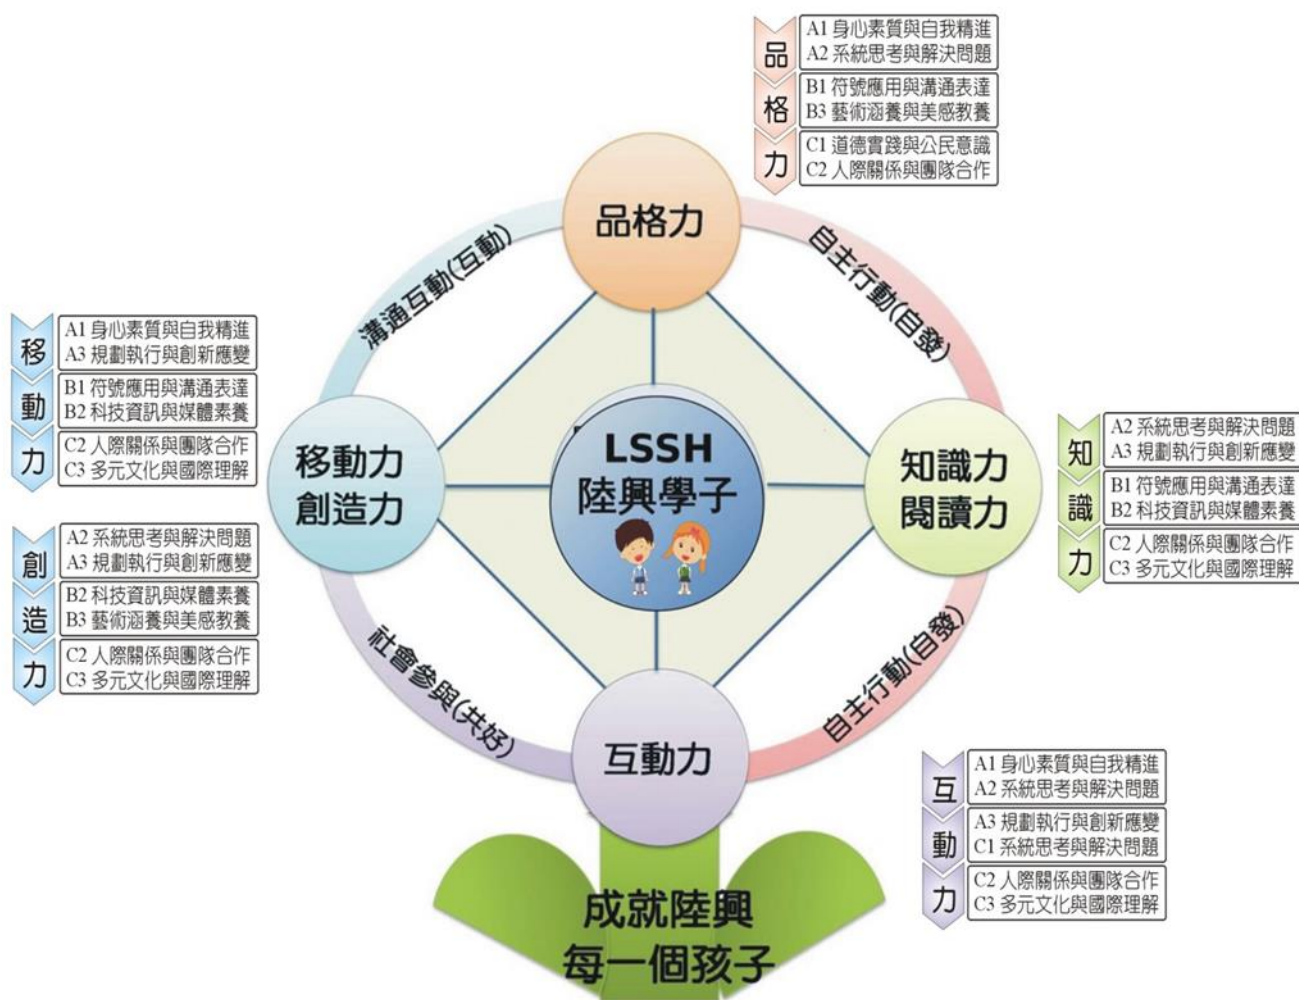 品
格
力
A1 身心素質與自我精進
A2 系統思考與解決問題
B1 符號應用與溝通表達
B3 藝術涵養與美感教養
C1 道德實踐與公民意識
C2 人際關係與團隊合作
品格力
溝通互動(互動)
自主行動(自發)
移
動
力
A1 身心素質與自我精進
A3 規劃執行與創新應變
B1 符號應用與溝通表達
B2 科技資訊與媒體素養
C2 人際關係與團隊合作
C3 多元文化與國際理解
移動力
創造力
LSSH
陸興學子
知識力
閱讀力
知
識
力
A2 系統思考與解決問題
A3 規劃執行與創新應變
B1 符號應用與溝通表達
B2 科技資訊與媒體素養
C2 人際關係與團隊合作
C3 多元文化與國際理解
創
造
力
A2 系統思考與解決問題
A3 規劃執行與創新應變
B2 科技資訊與媒體素養
B3 藝術涵養與美感教養
C2 人際關係與團隊合作
C3 多元文化與國際理解
社會參與(共好)
自主行動(自發)
互動力
互
動
力
A1 身心素質與自我精進
A2 系統思考與解決問題
A3 規劃執行與創新應變
C1 系統思考與解決問題
C2 人際關係與團隊合作
C3 多元文化與國際理解
成就陸興
每一個孩子